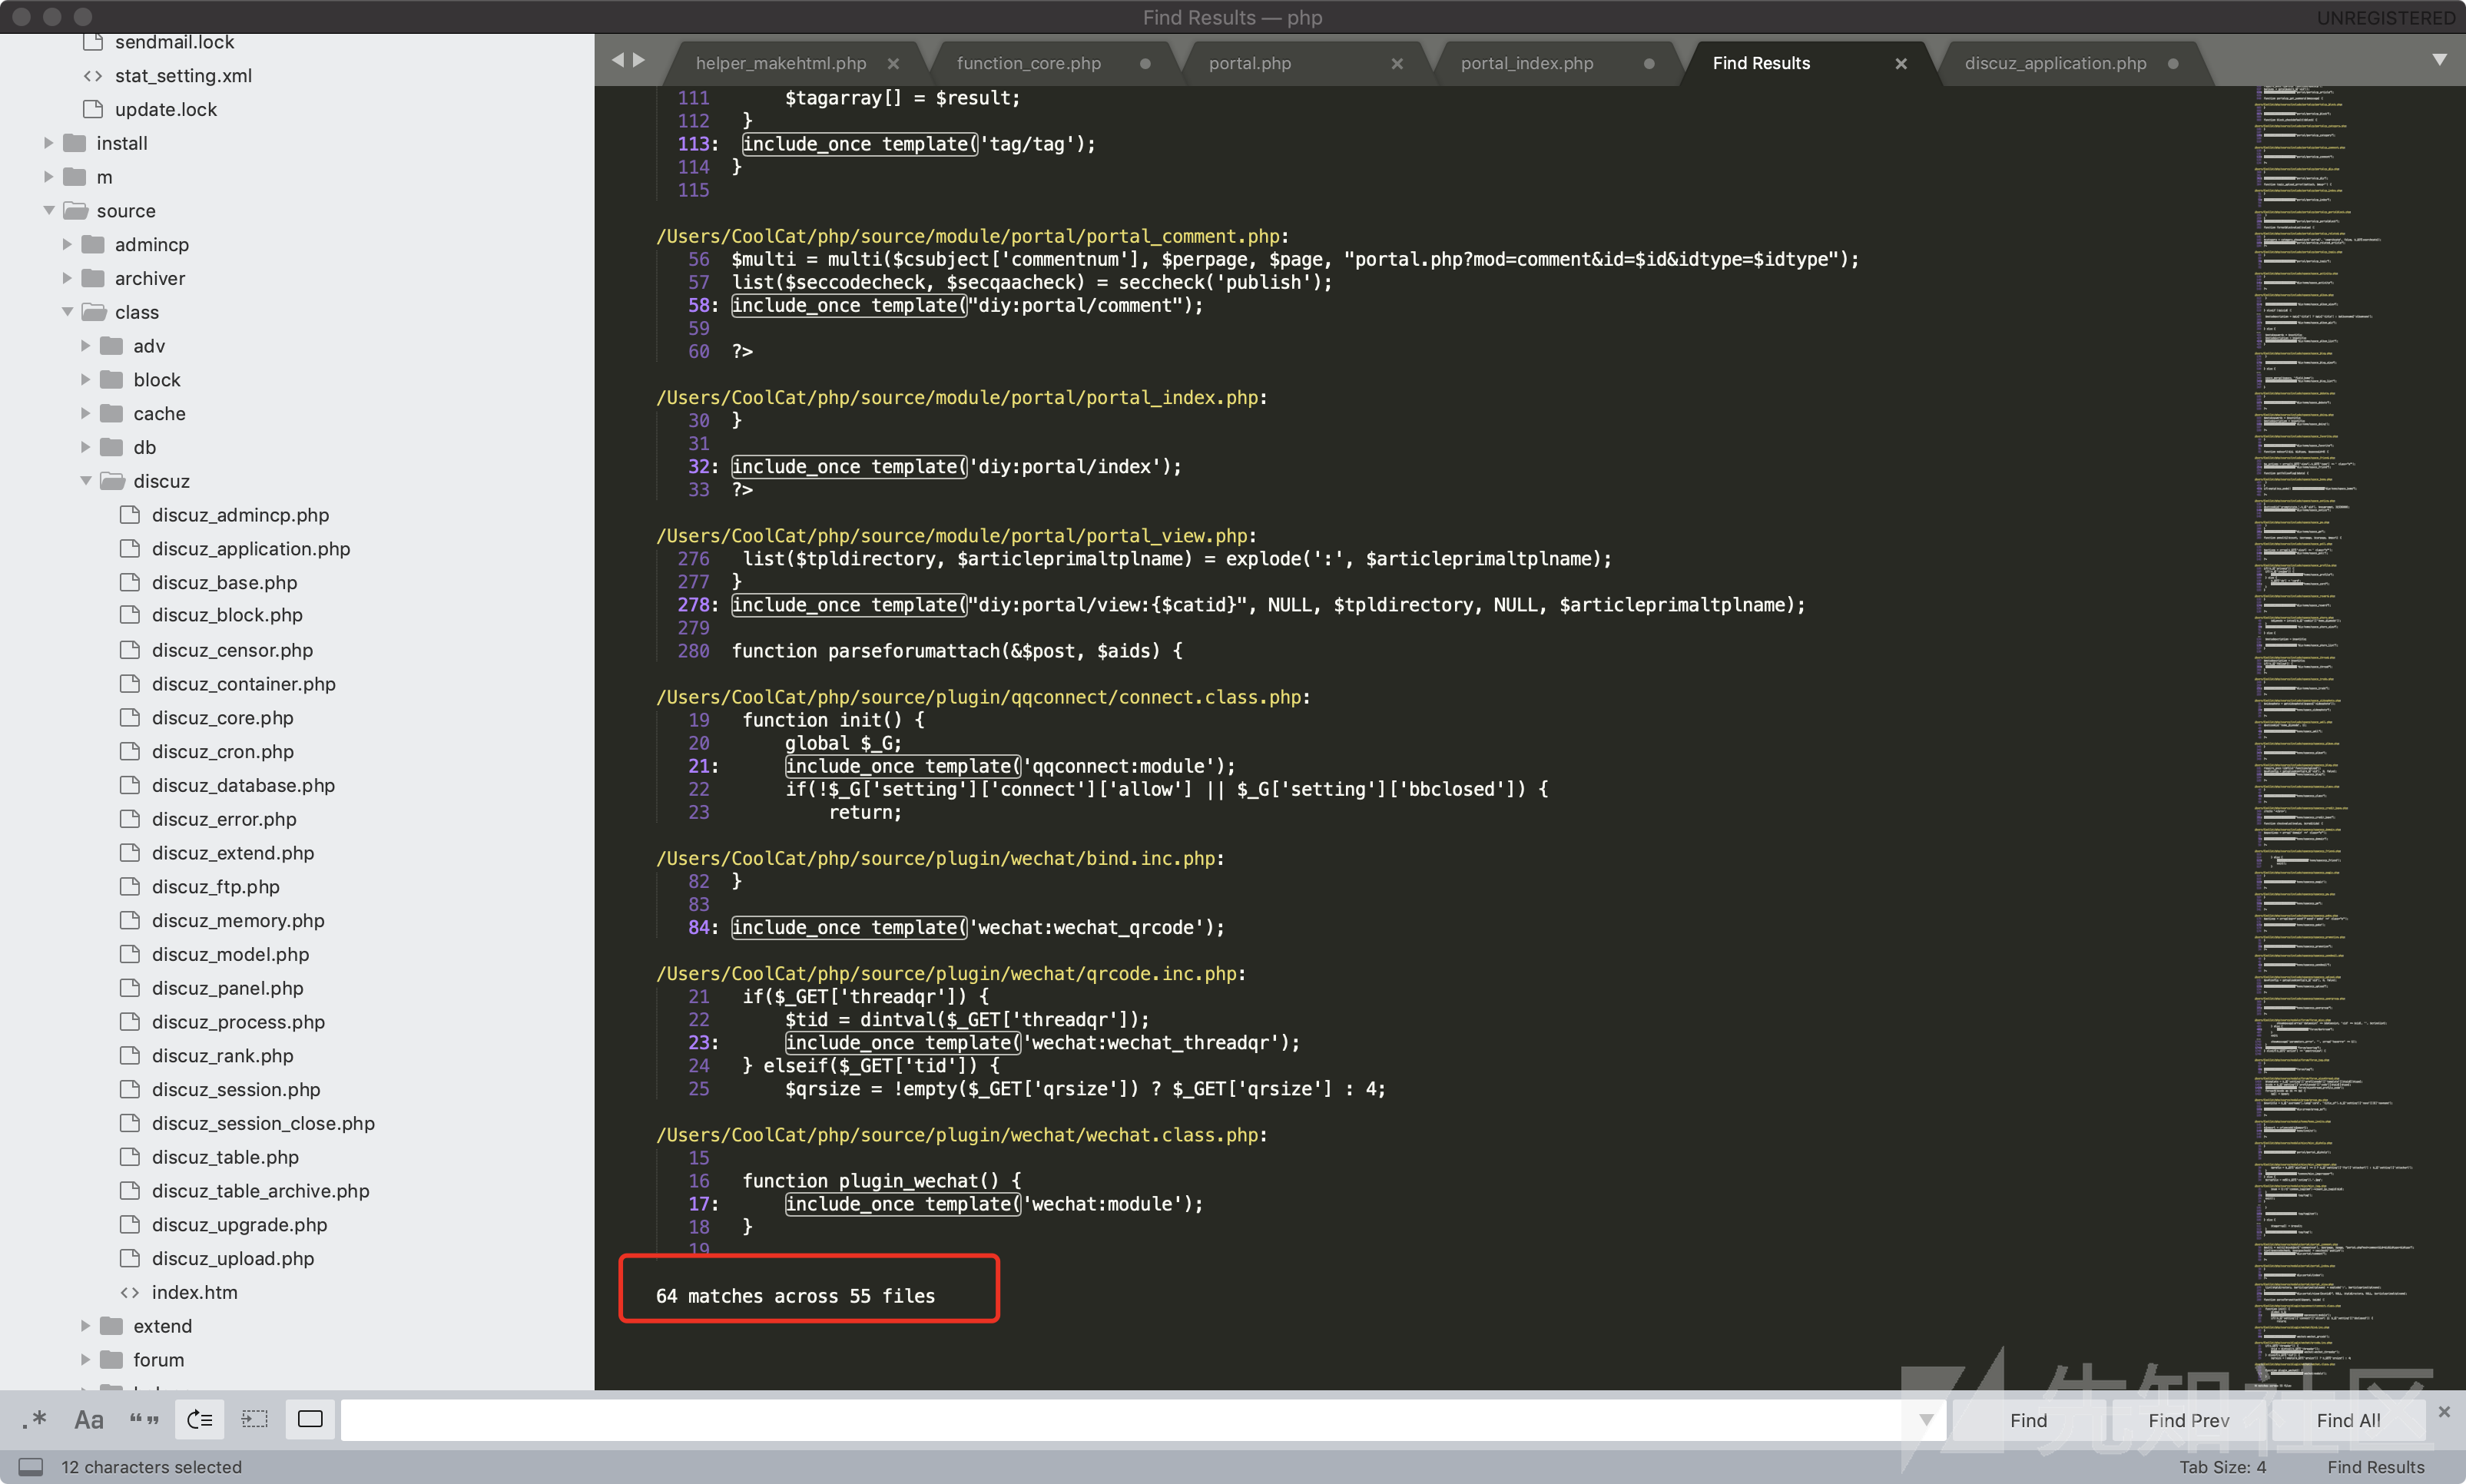 Find Results — php
UNREGISTERED
sendmail.lock
stat_setting.xml
update.lock
install
m
source
admincp
archiver
class
adv
block
cache
db
discuz
discuz_admincp.php
discuz_application.php
discuz_base.php
discuz_block.php
discuz_censor.php
discuz_container.php
discuz_core.php
discuz_cron.php
discuz_database.php
discuz_error.php
discuz_extend.php
discuz_ftp.php
discuz_memory.php
discuz_model.php
discuz_panel.php
discuz_process.php
discuz_rank.php
discuz_session.php
discuz_session_close.php
discuz_table.php
discuz_table_archive.php
discuz_upgrade.php
discuz_upload.php
index.htm
extend
forum
helper_makehtml.php
function_core.php
portal.php
portal_index.php
Find Results
discuz_application.php
111 $tagarray[] = $result;
112 }
113: include_once template('tag/tag');
114 }
115
/Users/CoolCat/php/source/module/portal/portal_comment.php:
56 $multi = multi($csubject['commentnum'], $perpage, $page, "portal.php?mod=comment&id=$id&idtype=$idtype");
57 list($seccodecheck, $secqaacheck) = seccheck('publish');
58: include_once template("diy:portal/comment");
59
60 ?>
/Users/CoolCat/php/source/module/portal/portal_index.php:
30 }
31
32: include_once template('diy:portal/index');
33 ?>
/Users/CoolCat/php/source/module/portal/portal_view.php:
276 list($tpldirectory, $articleprimaltplname) = explode(':', $articleprimaltplname);
277 }
278: include_once template("diy:portal/view:{$catid}", NULL, $tpldirectory, NULL, $articleprimaltplname);
279
280 function parseforumattach(&$post, $aids) {
/Users/CoolCat/php/source/plugin/qqconnect/connect.class.php:
19 function init() {
20 global $_G;
21: include_once template('qqconnect:module');
22 if(!$_G['setting']['connect']['allow'] || $_G['setting']['bbclosed']) {
23 return;
/Users/CoolCat/php/source/plugin/wechat/bind.inc.php:
82 }
83
84: include_once template('wechat:wechat_qrcode');
/Users/CoolCat/php/source/plugin/wechat/qrcode.inc.php:
21 if($_GET['threadqr']) {
22 $tid = dintval($_GET['threadqr']);
23: include_once template('wechat:wechat_threadqr');
24 } elseif($_GET['tid']) {
25 $qrsize = !empty($_GET['qrsize']) ? $_GET['qrsize'] : 4;
/Users/CoolCat/php/source/plugin/wechat/wechat.class.php:
15
16 function plugin_wechat() {
17: include_once template('wechat:module');
18 }
19
64 matches across 55 files
先知社区
.* Aa “”
Find
Find Prev
Find All
12 characters selected
Tab Size: 4
Find Results